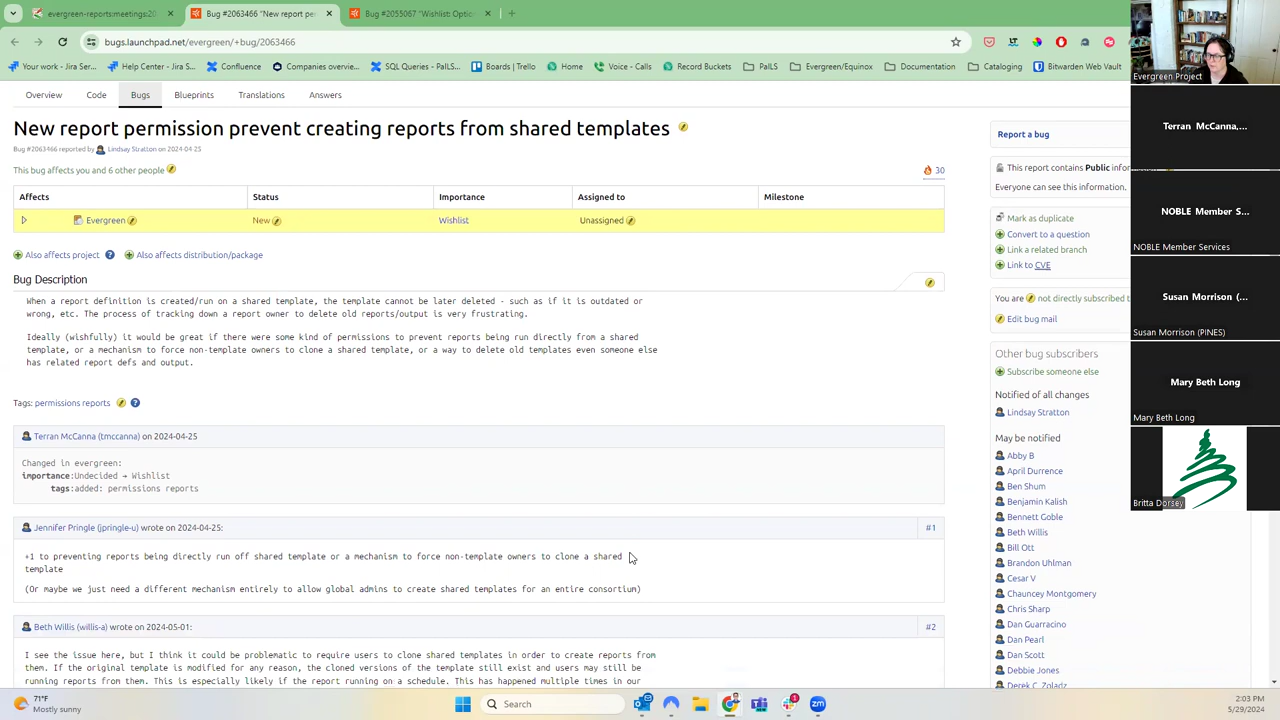 evergreen-reports:meetings:20
Bug #2063466 "New report pe
Bug #2055067 "Wishlist: Optic
bugs.launchpad.net/evergreen/+bug/2063466
Your work - Jira S...
Help Center - Jira S...
Confluence
Companies overvie...
SQL Queries - PaILS...
Board | Trello
Home
Voice - Calls
Record Buckets
PaILS
Evergreen/Equinox
Documentation
Cataloging
Bitwarden Web Vault
Overview
Code
Bugs
Blueprints
Translations
Answers
New report permission prevent creating reports from shared templates
Bug #2063466 reported by Lindsay Stratton on 2024-04-25
This bug affects you and 6 other people
30
Affects Status Importance Assigned to Milestone
Evergreen New Wishlist Unassigned
Also affects project Also affects distribution/package
Bug Description
When a report definition is created/run on a shared template, the template cannot be later deleted - such as if it is outdated or
wrong, etc. The process of tracking down a report owner to delete old reports/output is very frustrating.
Ideally (wishfully) it would be great if there were some kind of permissions to prevent running directly from a shared
template, or a mechanism to force non-template owners to clone a shared template, or a way to delete old templates even else
has related report defs and output.
Tags: permissions reports
Terran McCanna (tmccanna) on 2024-04-25
Changed in evergreen:
importance: Undecided → Wishlist
tags: added: permissions reports
Jennifer Pringle (jpringle-u) wrote on 2024-04-25: #1
+1 to preventing reports being directly run off shared template or a mechanism to force non-template owners to clone a shared
template
(Or maybe we just need a different mechanism entirely to allow global admins to create shared templates for an entire consortium)
Beth Willis (willis-a) wrote on 2024-05-01: #2
I see the issue here, but I think it could be problematic to require users to clone shared templates in order to create reports from
them. If the original template is modified for any reason, the cloned versions of the template still exist and users may still be
running reports from them. This is especially likely if reports are running on a schedule. This has happened multiple times in our
Report a bug
This report contains Public information
Everyone can see this information.
Mark as duplicate
Convert to a question
Link a related branch
Link to CVE
You are not directly subscribed t
Edit bug mail
Other bug subscribers
Subscribe someone else
Notified of all changes
Lindsay Stratton
May be notified
Abby B
April Durrence
Ben Shum
Benjamin Kalish
Bennett Goble
Beth Willis
Bill Ott
Brandon Uhlman
Cesar V
Chauncey Montgomery
Chris Sharp
Dan Guarracino
Dan Pearl
Dan Scott
Debbie Jones
Derek C. Zoladz
Evergreen Project
Terran McCanna,...
NOBLE Member S...
NOBLE Member Services
Susan Morrison (...
Susan Morrison (PINES)
Mary Beth Long
Mary Beth Long
Britta Dorsey
71°F
Mostly sunny
Search
2:03 PM
5/29/2024